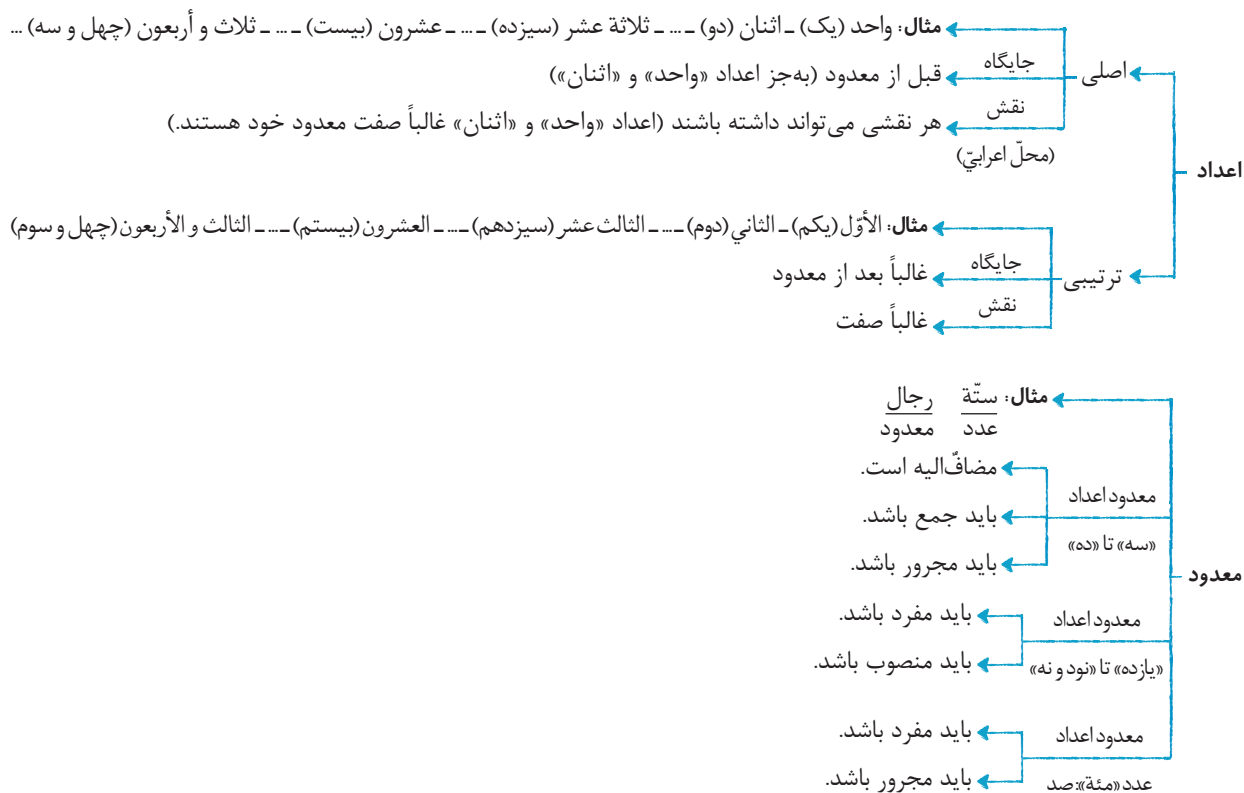 اعداد
اصلی
مثال: واحد (یک) ـ اثنان (دو) ـ ... ـ ثلاثة عشر (سیزده) ـ ... ـ عشرون (بیست) ـ ... ـ ثلاث و أربعون (چهل و سه) ...
جایگاه
قبل از معدود (به‌جز اعداد «واحد» و «اثنان»)
نقش
(محلّ اعرابيّ)
هر نقشی می‌تواند داشته باشند (اعداد «واحد» و «اثنان» غالباً صفت معدود خود هستند.)
ترتیبی
مثال: الأوّل (یکم) ـ الثاني (دوم) ـ ... ـ الثالث عشر (سیزدهم) ـ ... ـ العشرون (بیستم) ـ ... ـ الثالث و الأربعون (چهل و سوم)
جایگاه
غالباً بعد از معدود
نقش
غالباً صفت
معدود
مثال: ستّة رجال
عدد معدود
معدود اعداد
«سه» تا «ده»
مضافٌ‌الیه است.
باید جمع باشد.
باید مجرور باشد.
معدود اعداد
«یازده» تا «نود و نه»
باید مفرد باشد.
باید منصوب باشد.
معدود اعداد
عدد «مئة»: صد
باید مفرد باشد.
باید مجرور باشد.